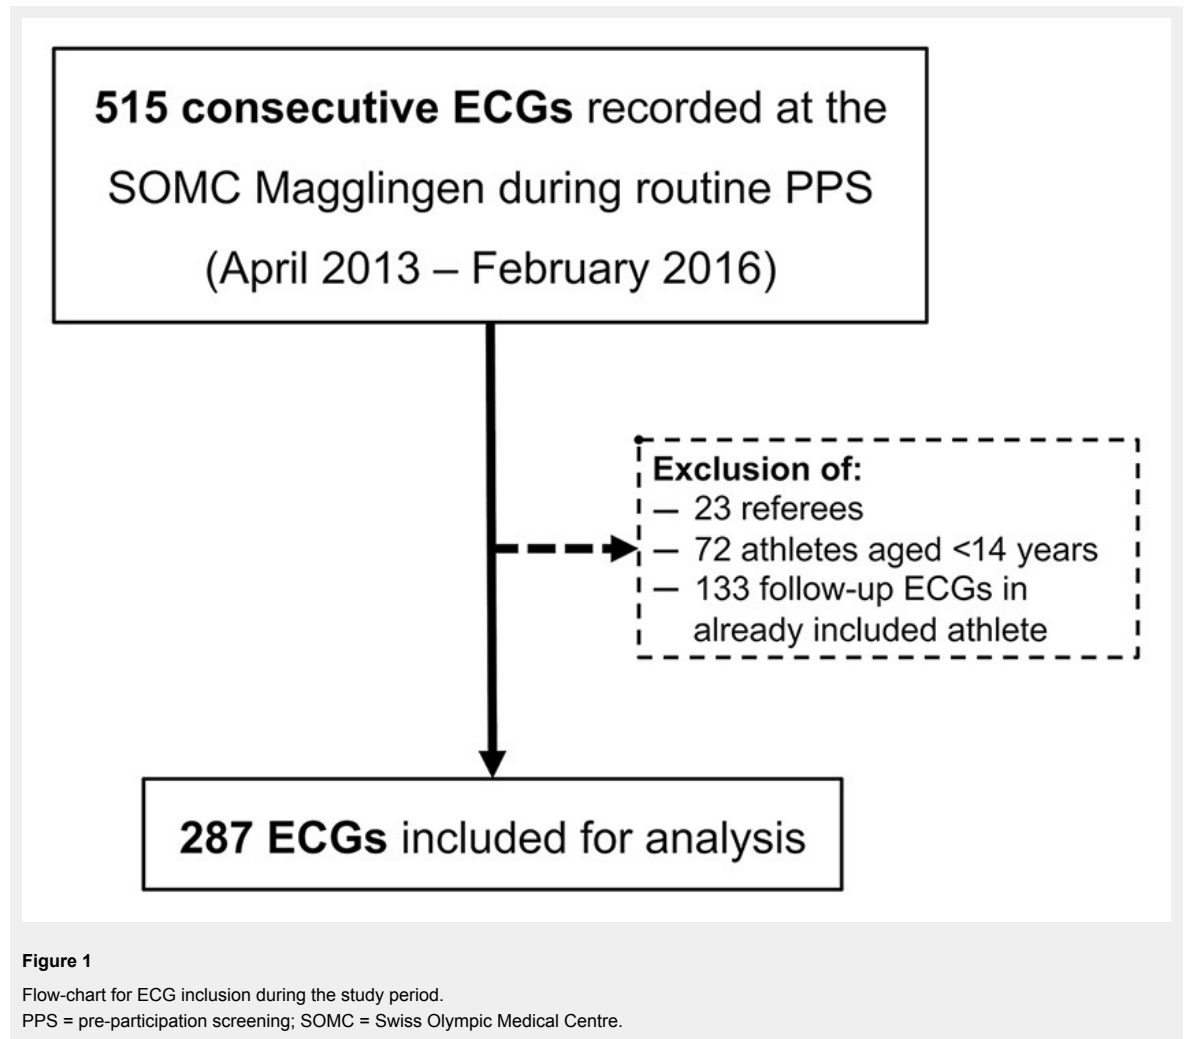 515 consecutive ECGs recorded at the
SOMC Magglingen during routine PPS
(April 2013 – February 2016)
Exclusion of:
— 23 referees
— 72 athletes aged <14 years
— 133 follow-up ECGs in
already included athlete
287 ECGs included for analysis
Figure 1
Flow-chart for ECG inclusion during the study period.
PPS = pre-participation screening; SOMC = Swiss Olympic Medical Centre.